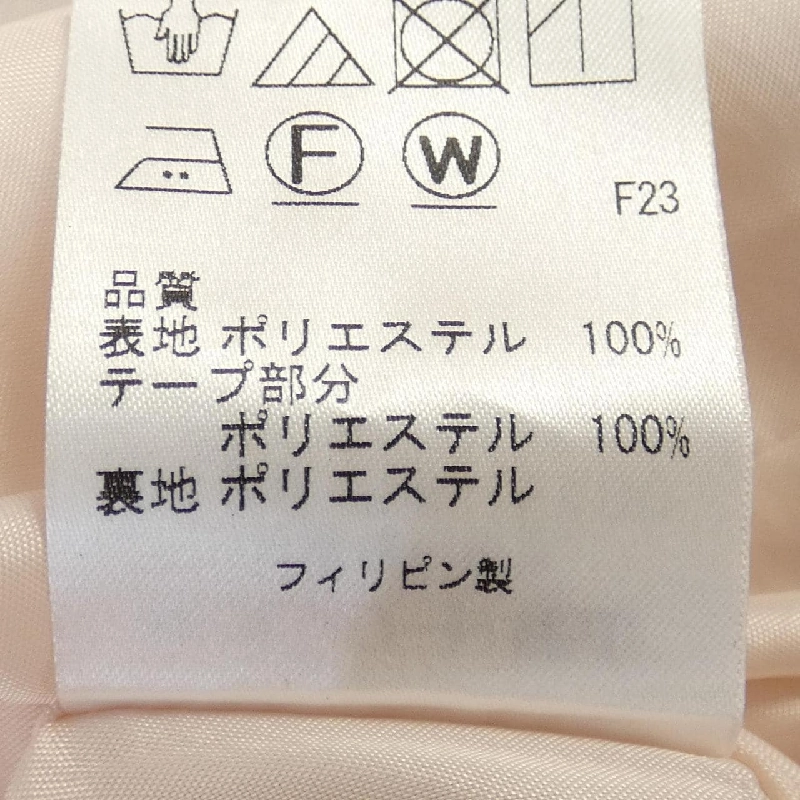 F W
F23
品質
表地 ポリエステル 100%
テープ部分
ポリエステル 100%
裏地 ポリエステル
フィリピン製